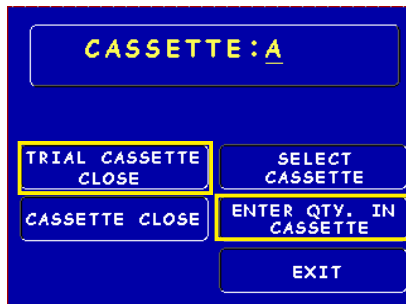 CASSETTE:A
TRIAL CASSETTE
CLOSE
SELECT
CASSETTE
CASSETTE CLOSE
ENTER QTY. IN
CASSETTE
EXIT